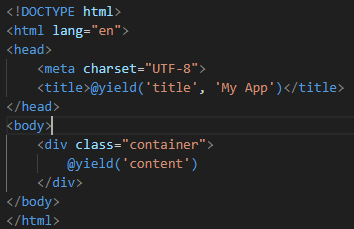 <!DOCTYPE html>
<html lang="en">
<head>
    <meta charset="UTF-8">
    <title>@yield('title', 'My App')</title>
</head>
<body>
    <div class="container">
        @yield('content')
    </div>
</body>
</html>